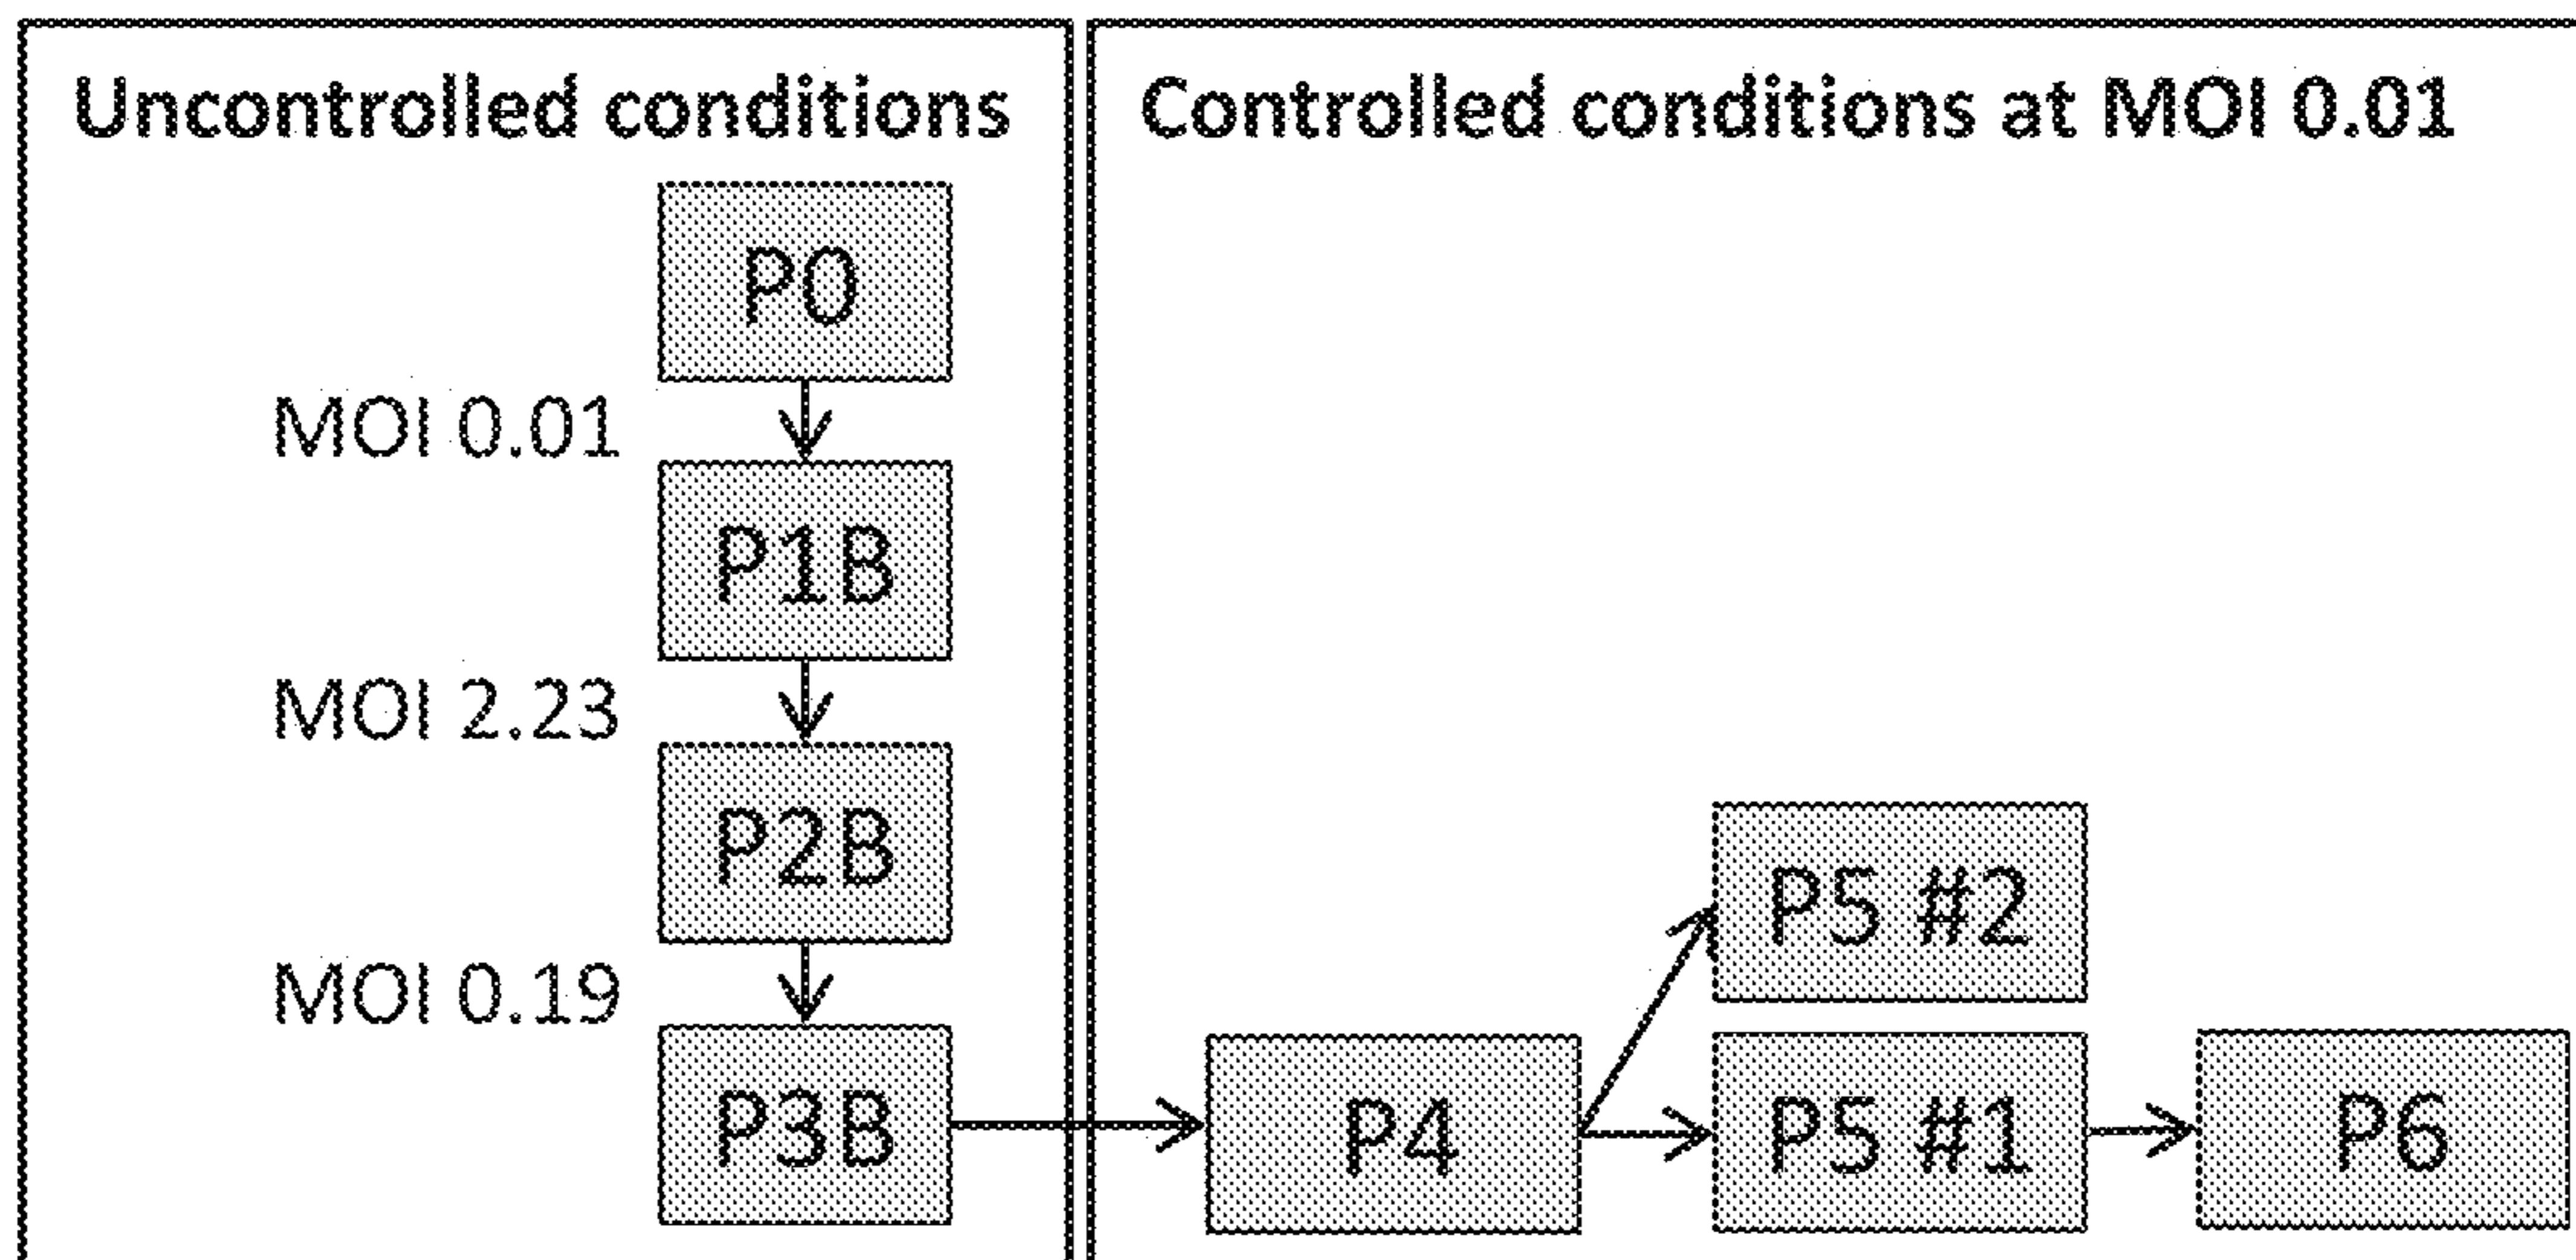 Uncontrolled conditions
P0
MOI 0.01
P1B
MOI 2.23
P2B
MOI 0.19
P3B
Controlled conditions at MOI 0.01
P5 #2
P4
P5 #1
P6